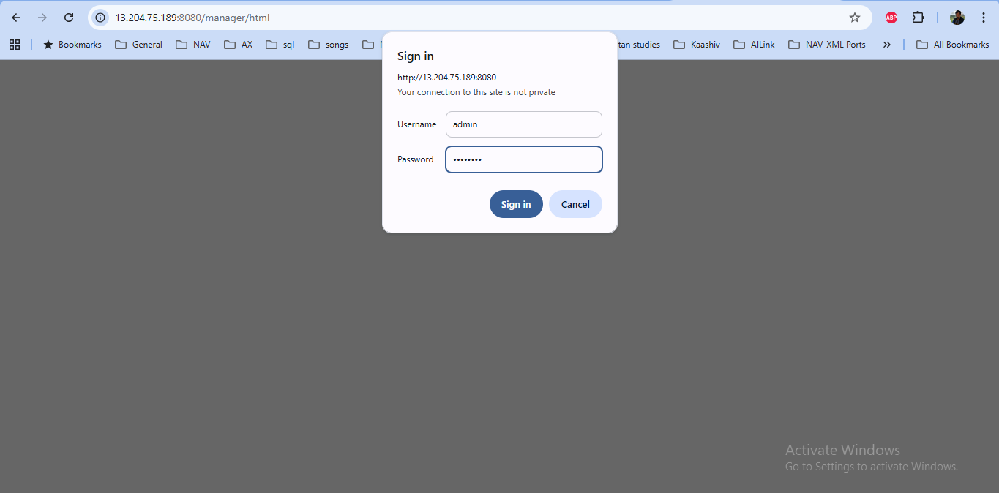 13.204.75.189:8080/manager/html
ABP
Bookmarks General NAV AX sql songs tan studies Kaashiv AILink NAV-XML Ports » All Bookmarks
Sign in
http://13.204.75.189:8080
Your connection to this site is not private
Username admin
Password ••••••••
Sign in Cancel
Activate Windows
Go to Settings to activate Windows.